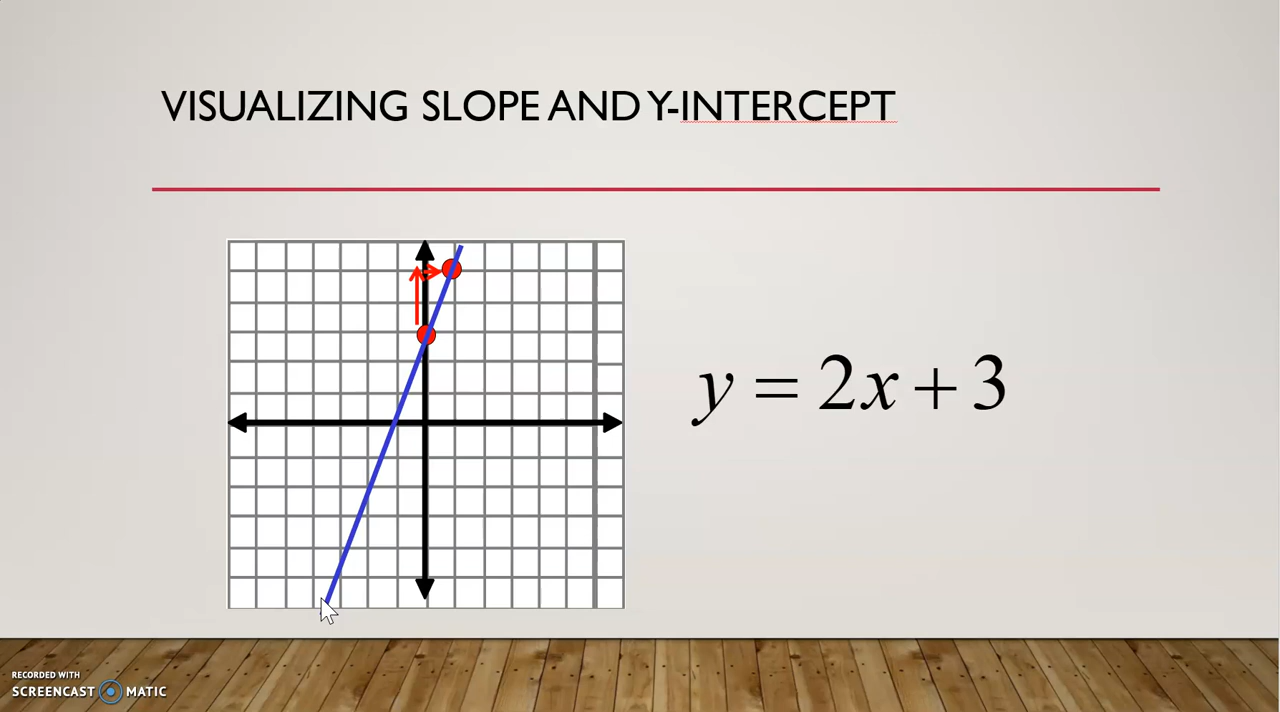 VISUALIZING SLOPE AND Y-INTERCEPT
y = 2x + 3
RECORDED WITH
SCREENCAST MATIC